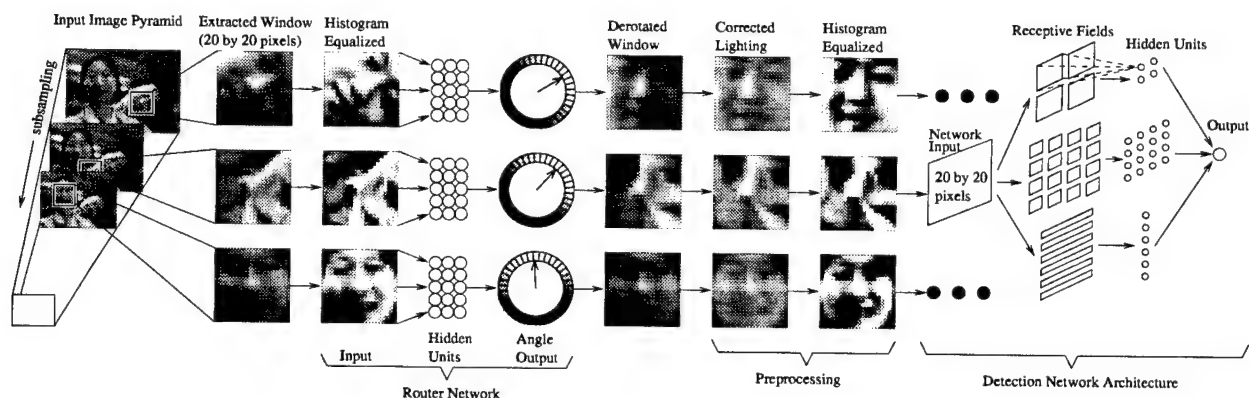 Input Image Pyramid
Extracted Window
(20 by 20 pixels)
Histogram
Equalized
Derotated
Window
Corrected
Lighting
Histogram
Equalized
Receptive Fields
Hidden Units
subsampling
Network
Input
20 by 20
pixels
Output
Input
Hidden
Units
Angle
Output
Router Network
Preprocessing
Detection Network Architecture